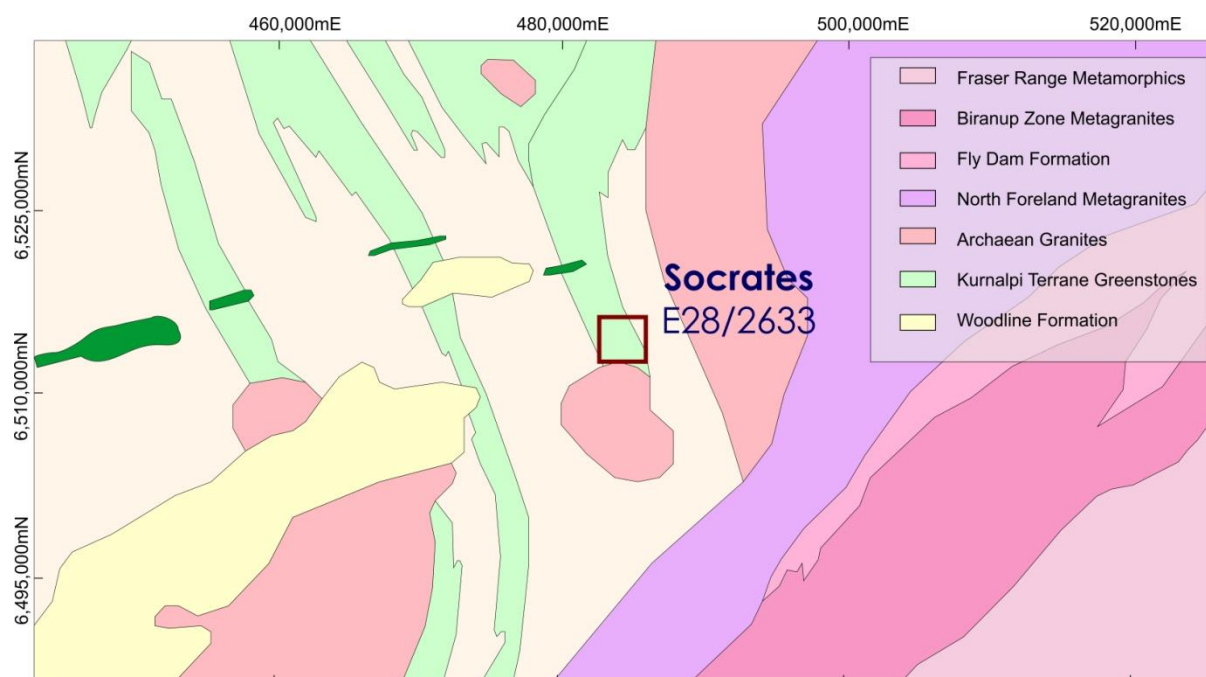 460,000mE
480,000mE
500,000mE
520,000mE
6,525,000mN
6,510,000mN
6,495,000mN
Fraser Range Metamorphics
Biranup Zone Metagranites
Fly Dam Formation
North Foreland Metagranites
Archaean Granites
Kurnalpi Terrane Greenstones
Woodline Formation
Socrates
E28/2633